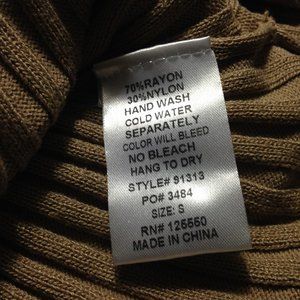 70%RAYON
30%NYLON
HAND WASH
COLD WATER
SEPARATELY
COLOR WILL BLEED
NO BLEACH
HANG TO DRY
STYLE# 91313
PO# 3484
SIZE: S
RN# 125550
MADE IN CHINA